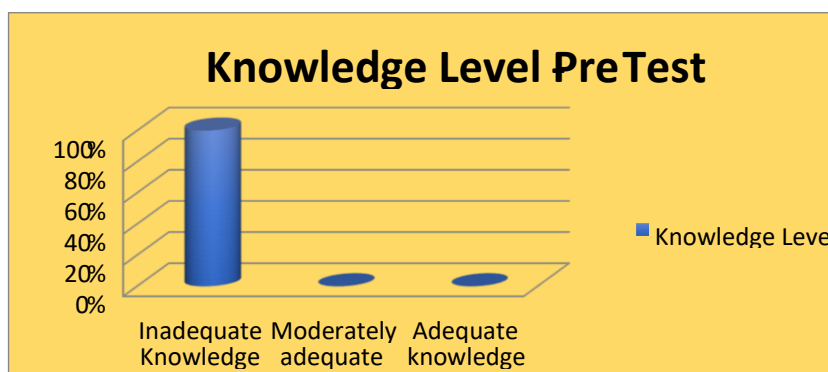 Knowledge Level PreTest
100%
80%
60%
40%
20%
0%
Inadequate Knowledge
Moderately adequate
Adequate knowledge
Knowledge Leve